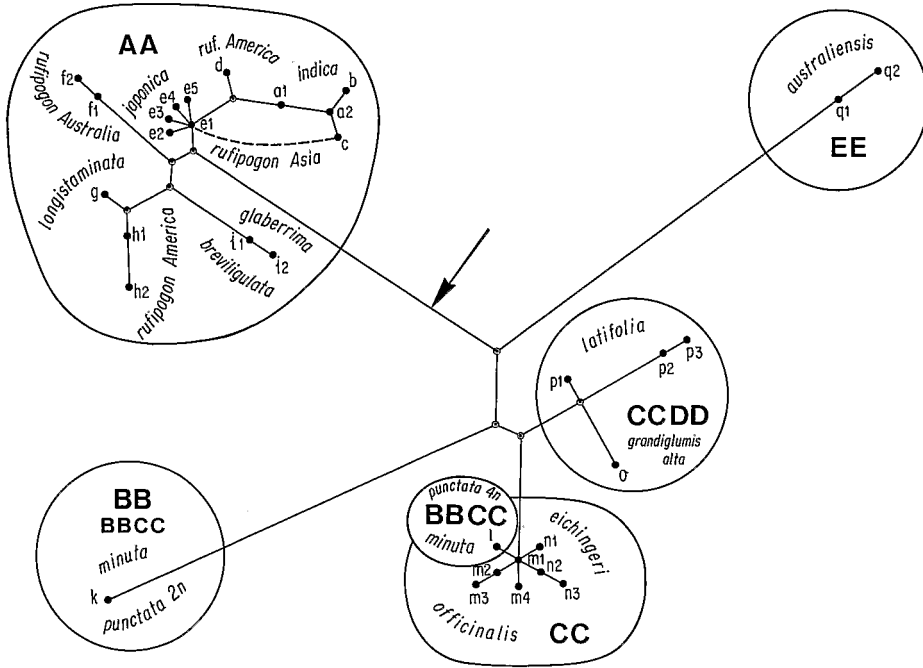 AA
ruf. America
d
indica
b
a1
a2
c
rufipogon Asia
japonica
e5
e4
e3
e2
e1
f2
f1
rufipogon Australia
longistaminata
g
h1
h2
rufipogon America
glaberrima
breviligulata
i1
i2
australiensis
q2
q1
EE
latifolia
p1
p2
p3
CCDD
grandiglumis
alta
o
BB
BBCC
minuta
k
punctata 2n
punctata 4n
BBCC
l
minuta
eichingeri
n1
m1
m2
n2
m3
m4
n3
officinalis
CC